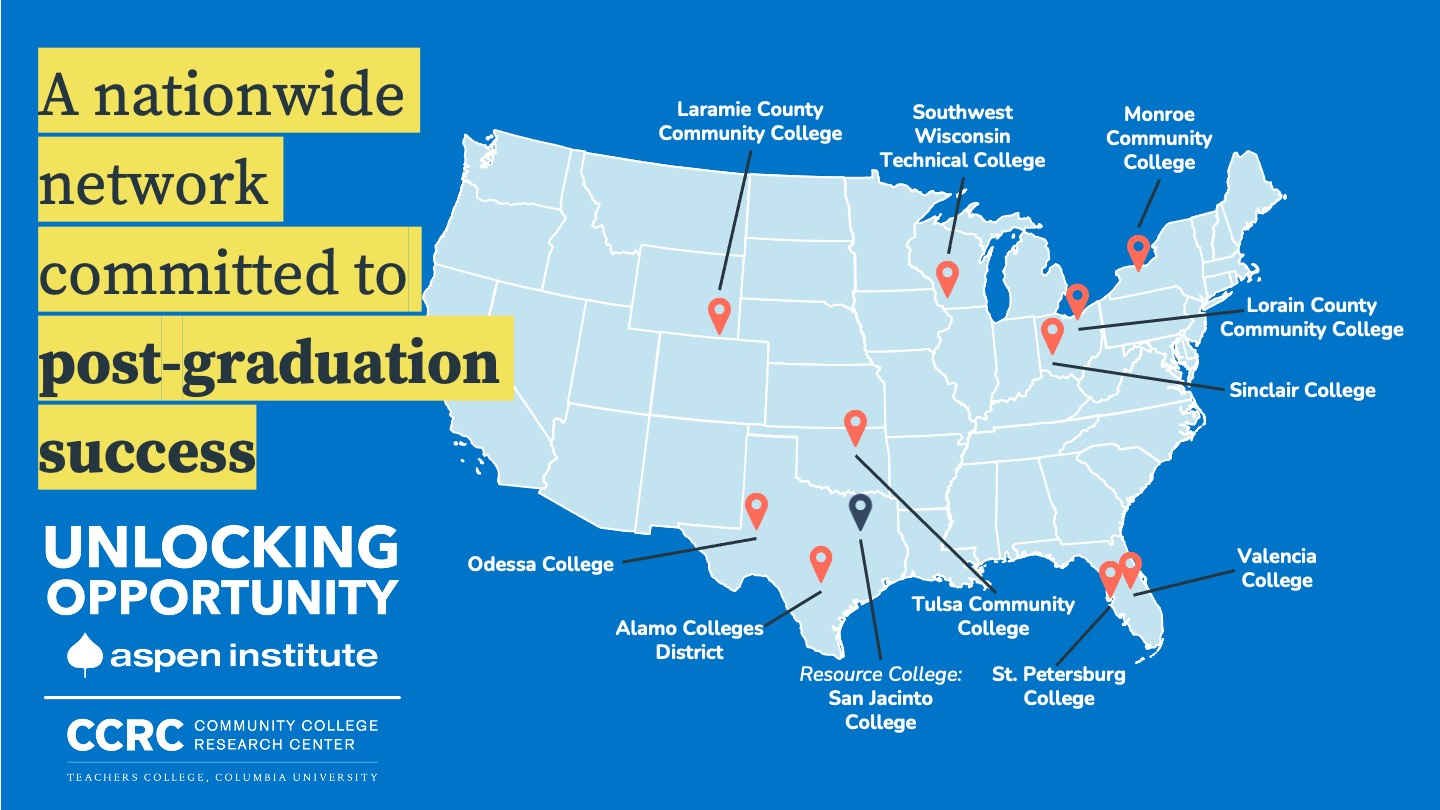 A nationwide
network
committed to
post-graduation
success
UNLOCKING
OPPORTUNITY
aspen institute
CCRC
COMMUNITY COLLEGE
RESEARCH CENTER
TEACHERS COLLEGE, COLUMBIA UNIVERSITY
Laramie County
Community College
Southwest
Wisconsin
Technical College
Monroe
Community
College
Lorain County
Community College
Sinclair College
Odessa College
Alamo Colleges
District
Resource College:
San Jacinto
College
Tulsa Community
College
St. Petersburg
College
Valencia
College